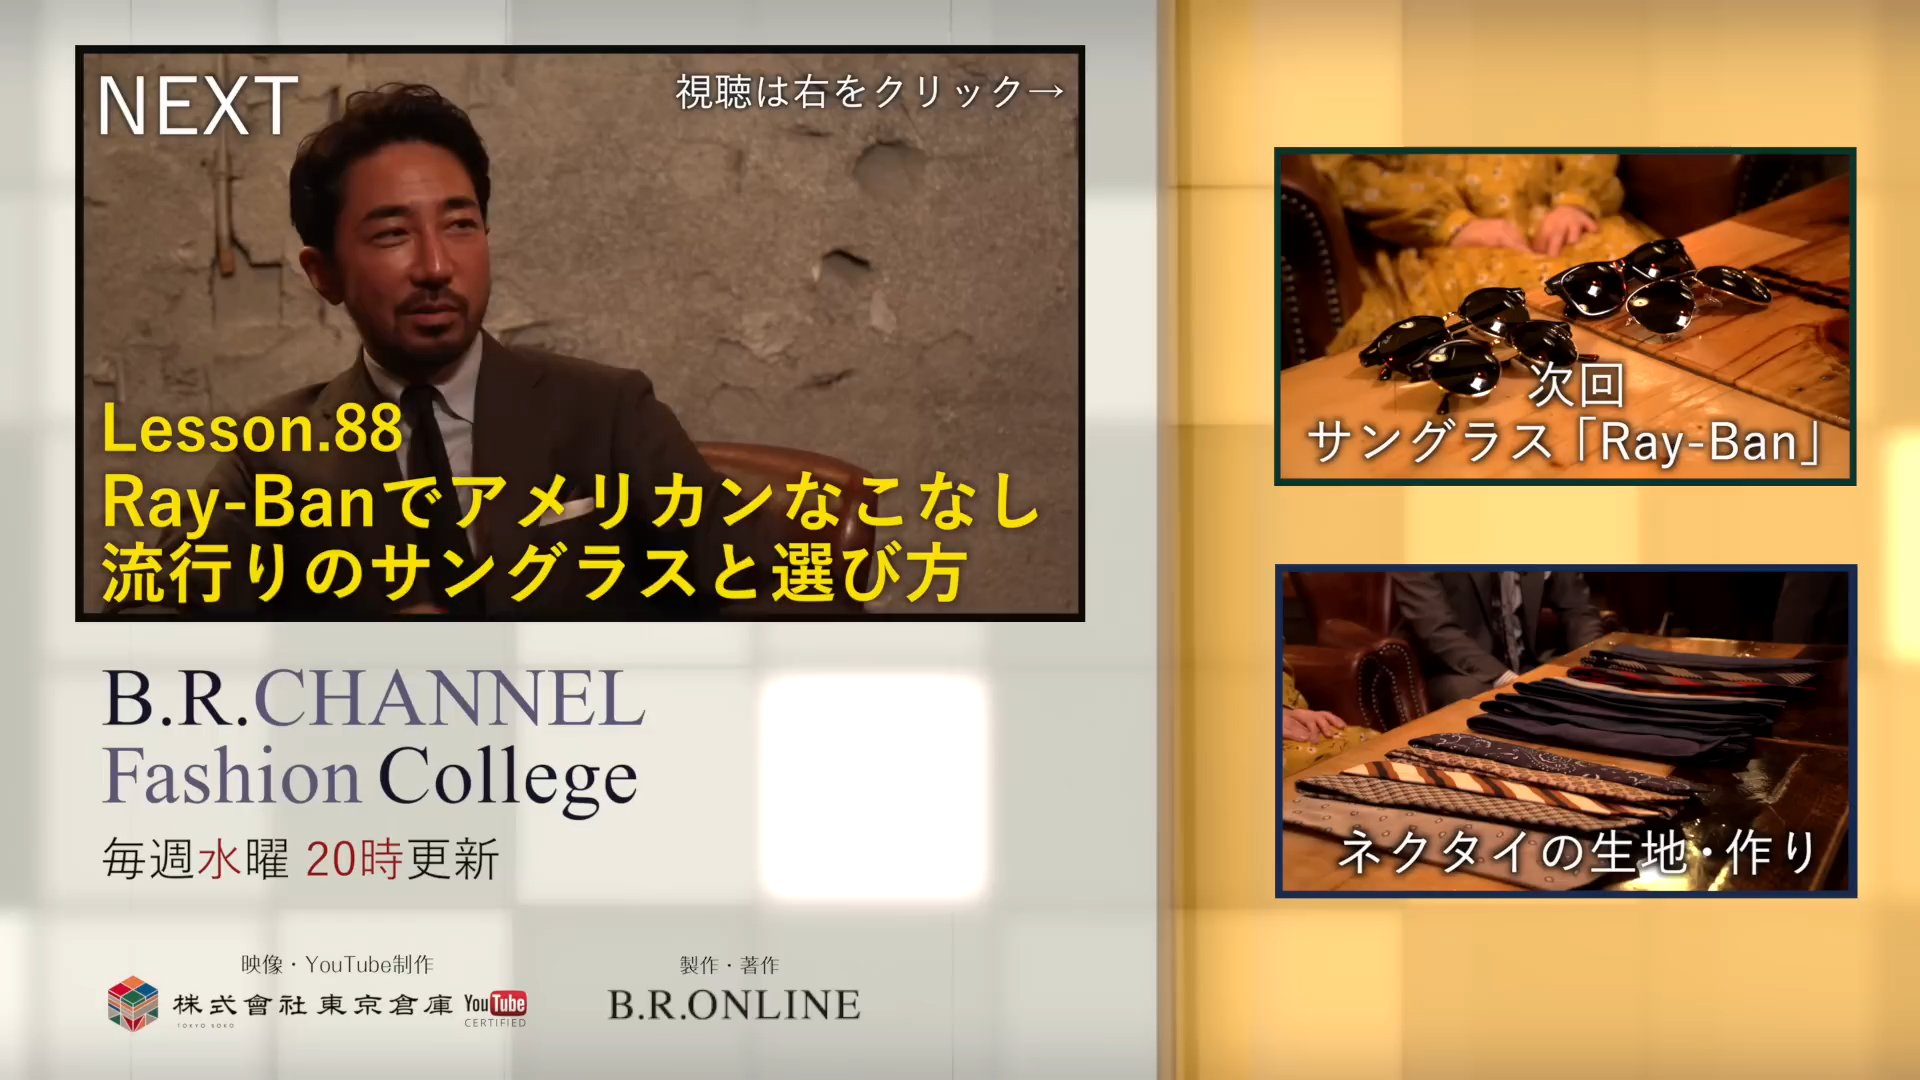 NEXT
視聴は右をクリック→
Lesson.88
Ray-Banでアメリカンなこなし
流行りのサングラスと選び方
B.R.CHANNEL
Fashion College
毎週水曜 20時更新
映像・YouTube制作
株式會社東京倉庫
TOKYO SOKO
YouTube
CERTIFIED
製作・著作
B.R.ONLINE
次回
サングラス「Ray-Ban」
ネクタイの生地・作り